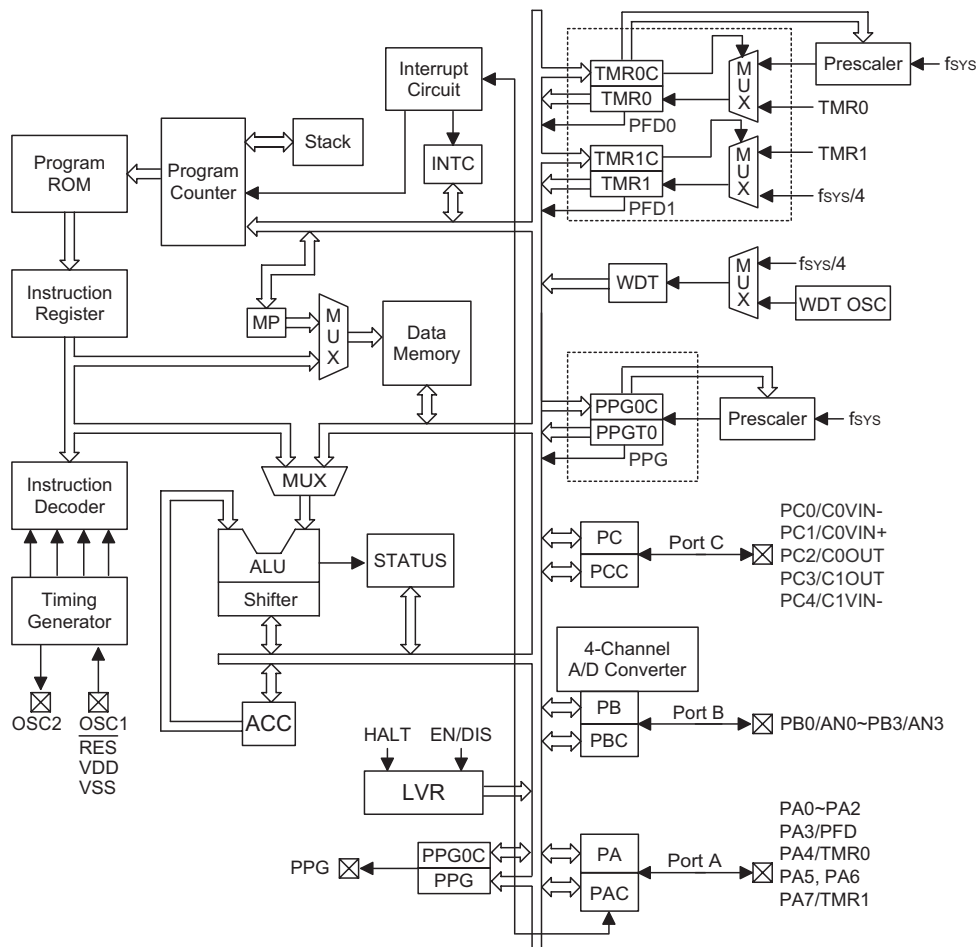 Interrupt
Circuit
Stack
INTC
Program
ROM
Program
Counter
Instruction
Register
MP
M
U
X
Data
Memory
Instruction
Decoder
MUX
ALU
Shifter
STATUS
Timing
Generator
OSC2
OSC1
RES
VDD
VSS
ACC
HALT
EN/DIS
LVR
PPG
PPG0C
PPG
TMR0C
TMR0
PFD0
M
U
X
Prescaler
fSYS
TMR0
TMR1C
TMR1
PFD1
M
U
X
TMR1
fSYS/4
WDT
M
U
X
fSYS/4
WDT OSC
PPG0C
PPGT0
PPG
Prescaler
fSYS
PC
PCC
Port C
PC0/C0VIN-
PC1/C0VIN+
PC2/C0OUT
PC3/C1OUT
PC4/C1VIN-
4-Channel
A/D Converter
PB
PBC
Port B
PB0/AN0~PB3/AN3
PA
PAC
Port A
PA0~PA2
PA3/PFD
PA4/TMR0
PA5, PA6
PA7/TMR1